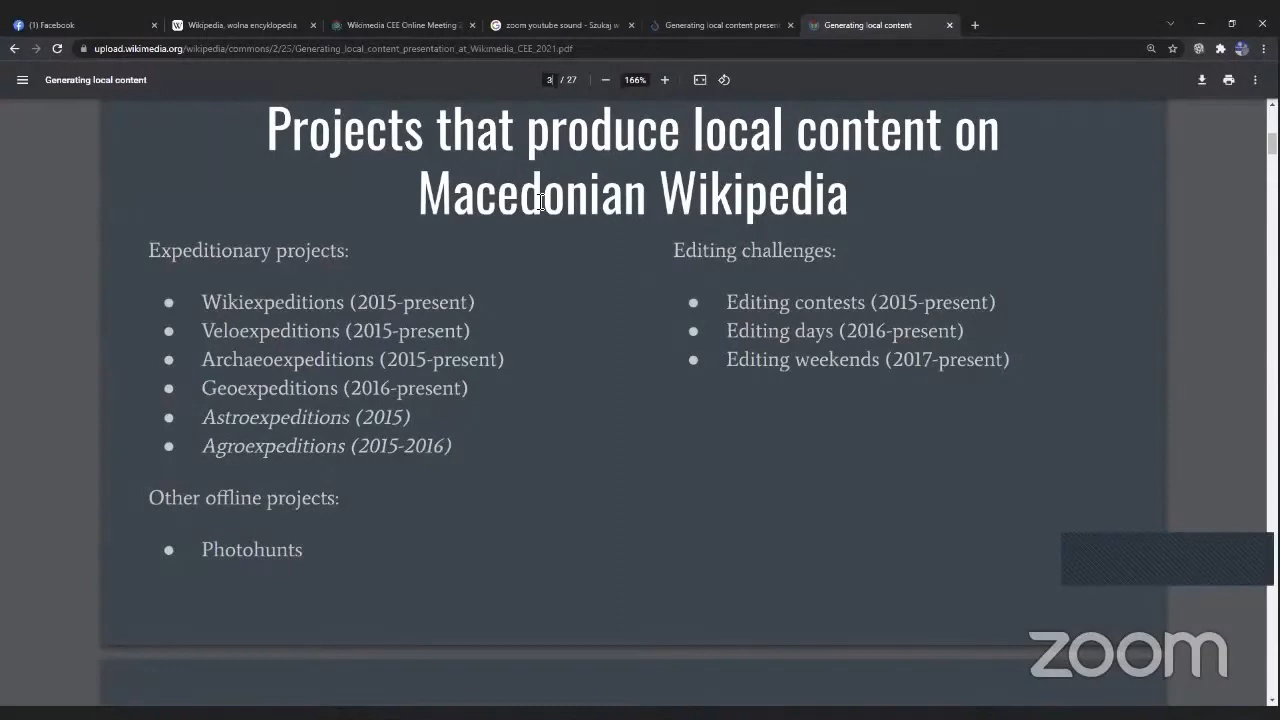 (1) Facebook
Wikipedia, wolna encyklopedia
Wikimedia CEE Online Meeting 2
zoom youtube sound - Szukaj w
Generating local content presen
Generating local content
upload.wikimedia.org/wikipedia/commons/2/25/Generating_local_content_presentation_at_Wikimedia_CEE_2021.pdf
Generating local content
3 / 27
166%
Projects that produce local content on
Macedonian Wikipedia
Expeditionary projects:
● Wikiexpeditions (2015-present)
● Veloexpeditions (2015-present)
● Archaeoexpeditions (2015-present)
● Geoexpeditions (2016-present)
● Astroexpeditions (2015)
● Agroexpeditions (2015-2016)
Other offline projects:
● Photohunts
Editing challenges:
● Editing contests (2015-present)
● Editing days (2016-present)
● Editing weekends (2017-present)
zoom